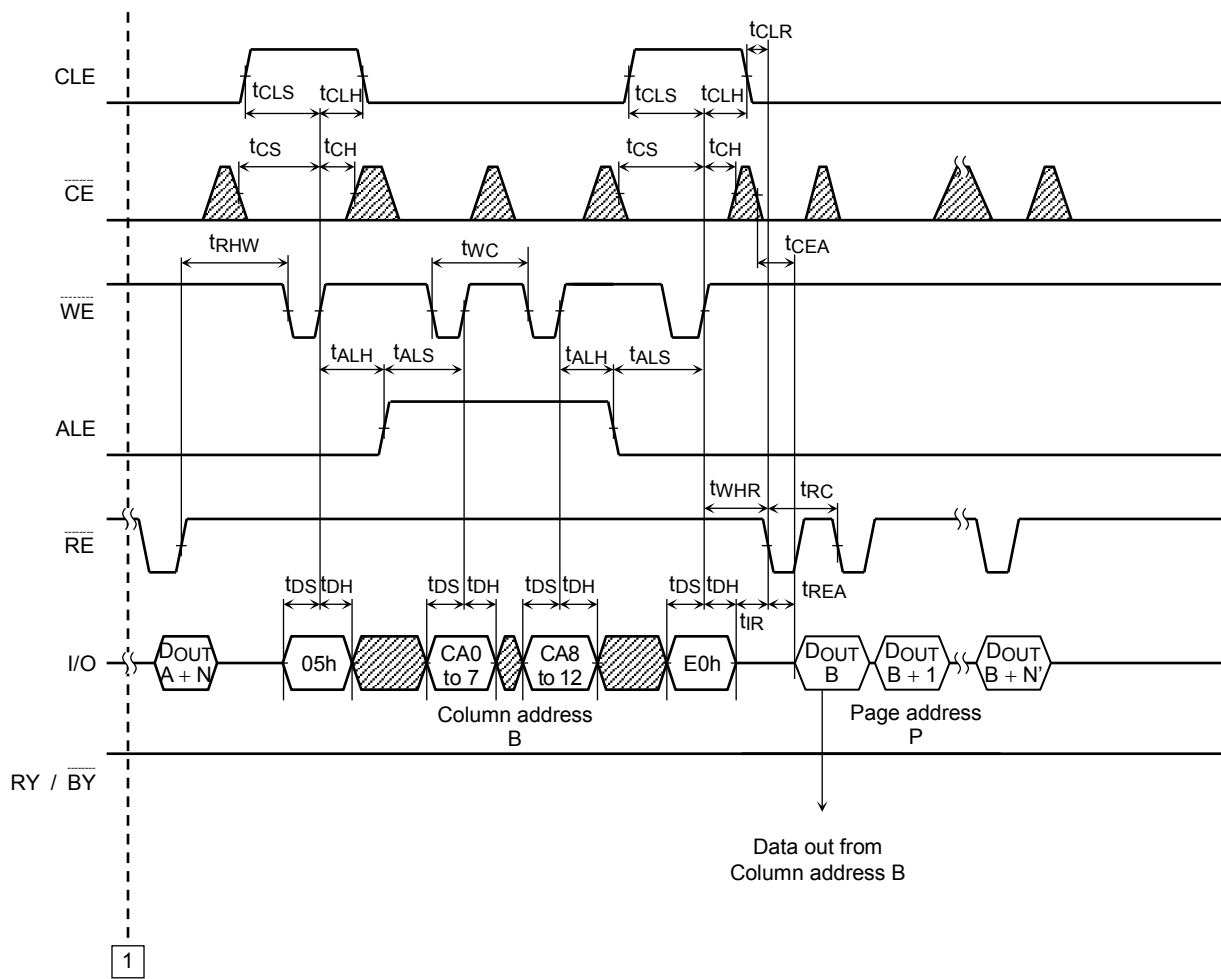 tCLR
CLE
tCLS tCLH tCLS tCLH
tCS tCH tCS tCH
CE
tRHW tWC tCEA
WE
tALH tALS tALH tALS
ALE
tWHR tRC
RE
tDS tDH tDS tDH tDS tDH tDS tDH tREA
tIR
I/O
DOUT
A + N
05h
CA0
to 7
CA8
to 12
E0h
DOUT
B
DOUT
B + 1
DOUT
B + N’
Column address
B
Page address
P
RY / BY
Data out from
Column address B
1